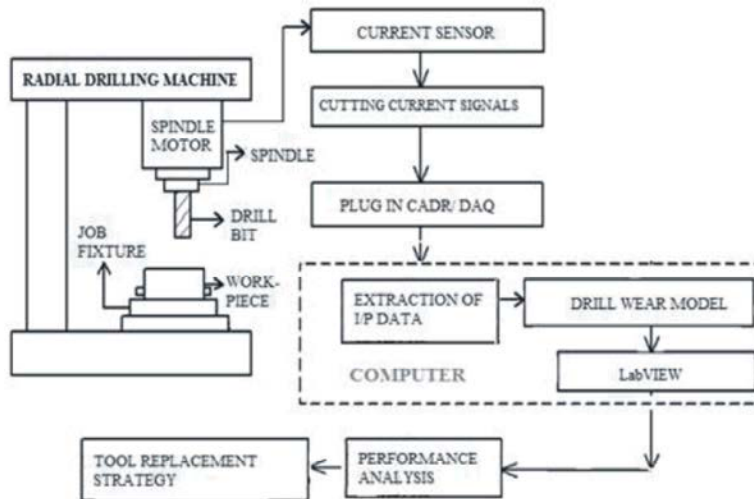 CURRENT SENSOR
RADIAL DRILLING MACHINE
CUTTING CURRENT SIGNALS
SPINDLE
MOTOR
SPINDLE
PLUG IN CADR/ DAQ
DRILL
BIT
JOB
FIXTURE
WORK-
PIECE
EXTRACTION OF
I/P DATA
DRILL WEAR MODEL
COMPUTER
LabVIEW
TOOL REPLACEMENT
STRATEGY
PERFORMANCE
ANALYSIS